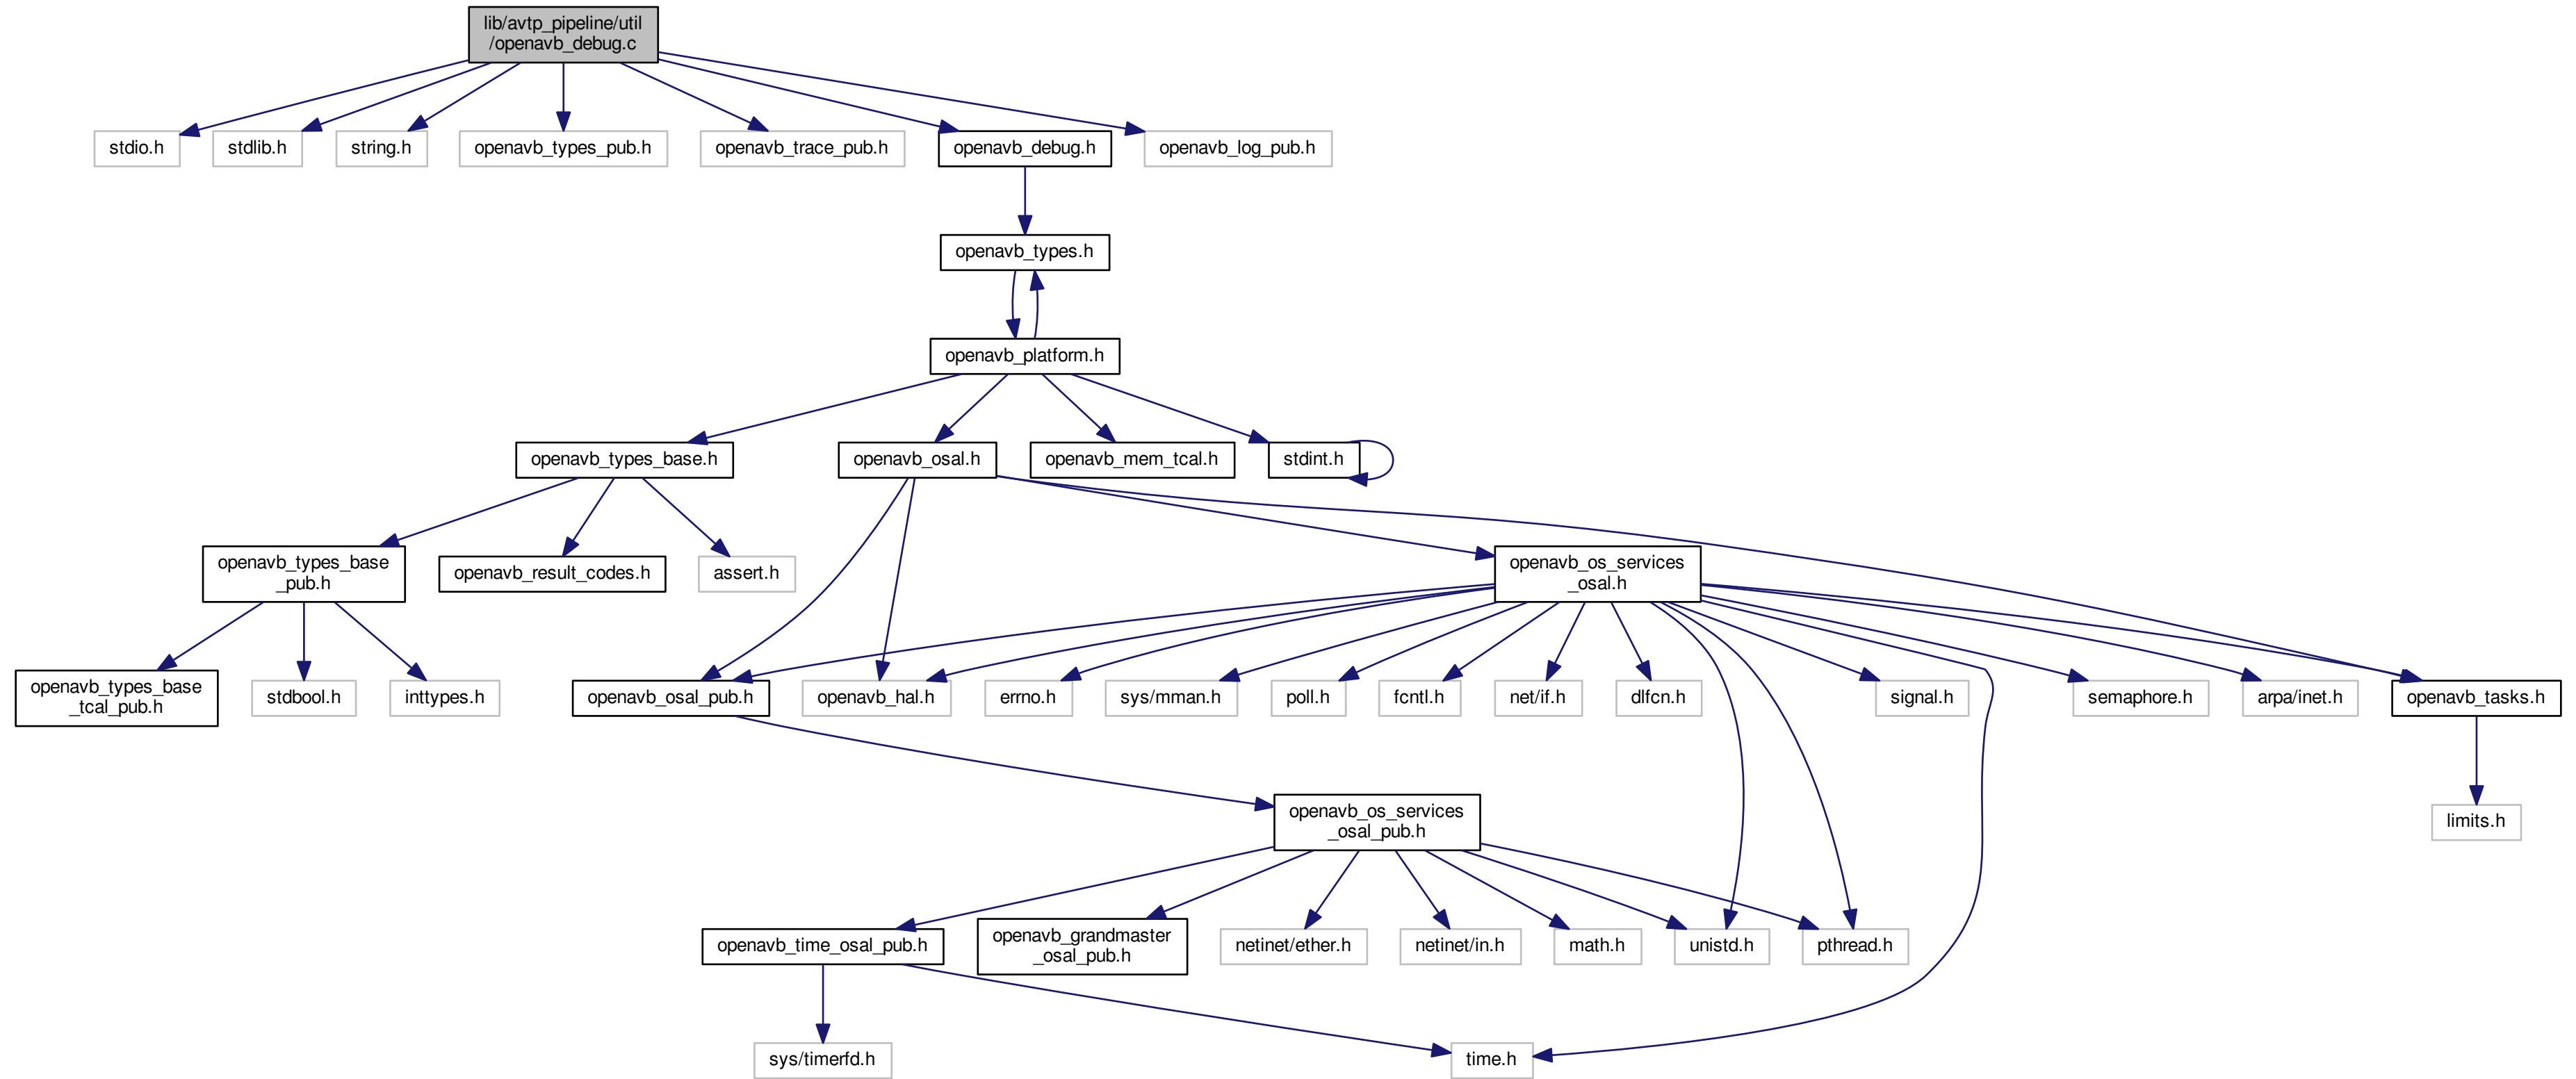 lib/avtp_pipeline/util
/openavb_debug.c
stdio.h
stdlib.h
string.h
openavb_types_pub.h
openavb_trace_pub.h
openavb_debug.h
openavb_log_pub.h
openavb_types.h
openavb_platform.h
openavb_types_base.h
openavb_osal.h
openavb_mem_tcal.h
stdint.h
openavb_types_base
_pub.h
openavb_result_codes.h
assert.h
openavb_os_services
_osal.h
openavb_types_base
_tcal_pub.h
stdbool.h
inttypes.h
openavb_osal_pub.h
openavb_hal.h
errno.h
sys/mman.h
poll.h
fcntl.h
net/if.h
dlfcn.h
signal.h
semaphore.h
arpa/inet.h
openavb_tasks.h
openavb_os_services
_osal_pub.h
limits.h
openavb_time_osal_pub.h
openavb_grandmaster
_osal_pub.h
netinet/ether.h
netinet/in.h
math.h
unistd.h
pthread.h
sys/timerfd.h
time.h